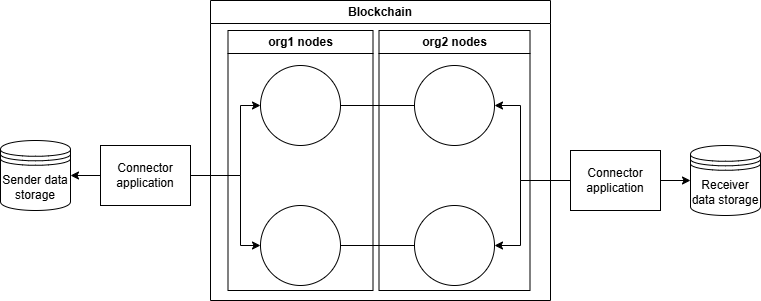 Blockchain
org1 nodes
org2 nodes
Sender data
storage
Connector
application
Connector
application
Receiver
data storage